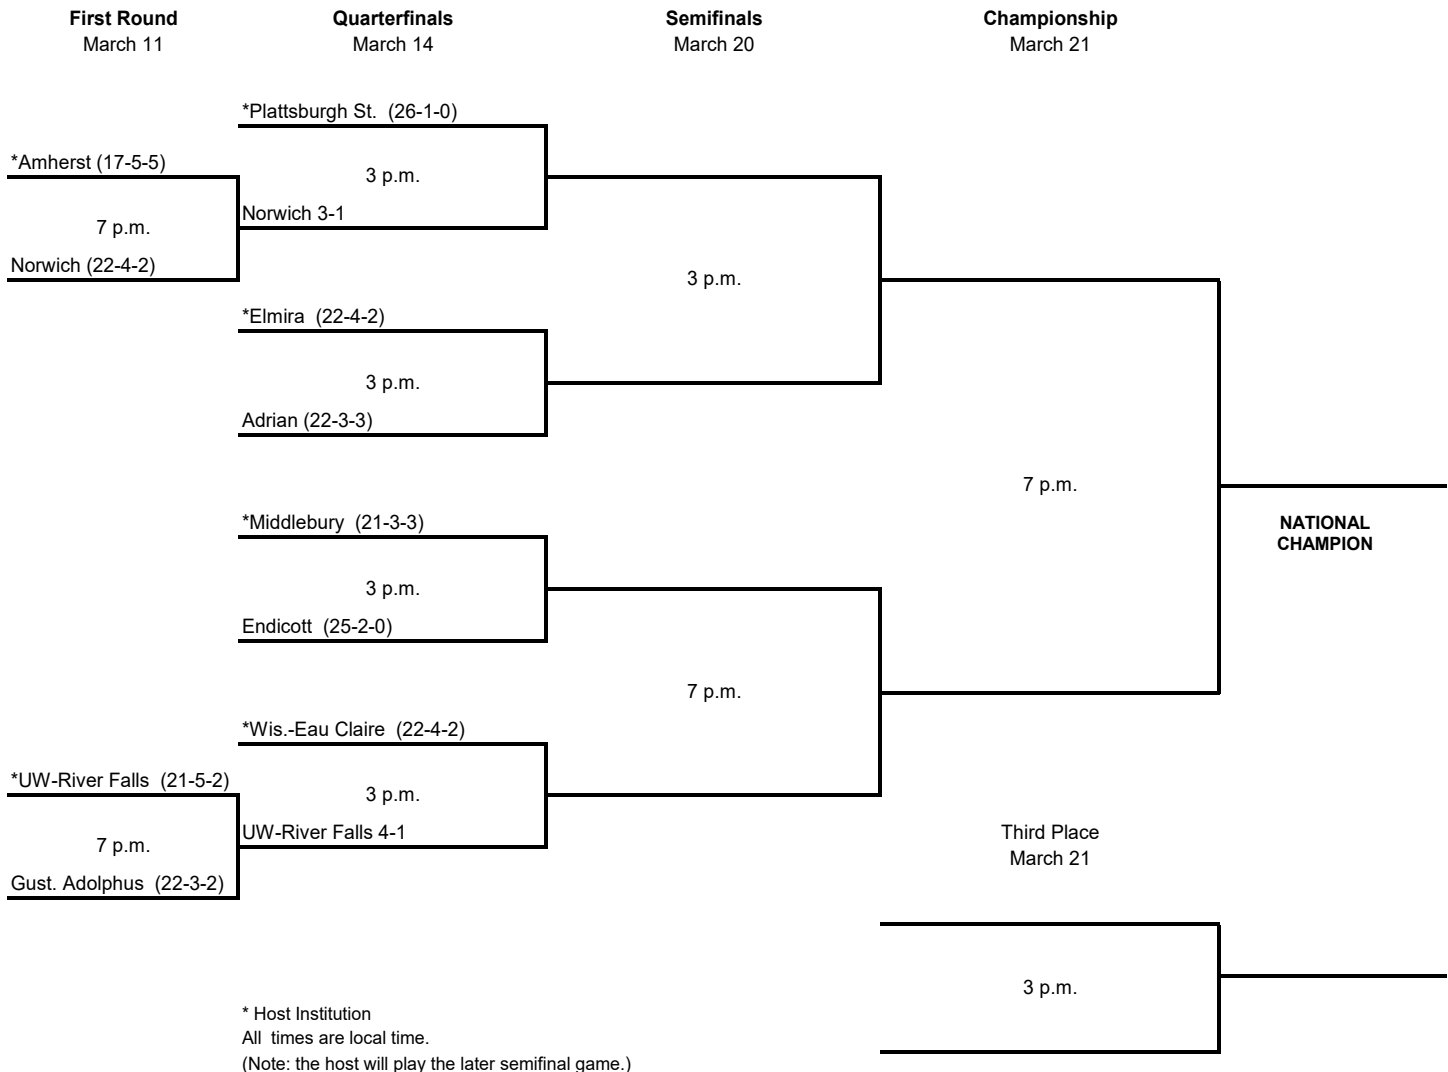 First Round
Quarterfinals
Semifinals
Championship
March 11
March 14
March 20
March 21
*Plattsburgh St.  (26-1-0)
*Amherst (17-5-5)
3 p.m.
Norwich 3-1
7 p.m.
Norwich (22-4-2)
3 p.m.
*Elmira  (22-4-2)
3 p.m.
Adrian (22-3-3)
7 p.m.
*Middlebury  (21-3-3)
NATIONAL
CHAMPION
3 p.m.
Endicott  (25-2-0)
7 p.m.
*Wis.-Eau Claire  (22-4-2)
*UW-River Falls  (21-5-2)
3 p.m.
UW-River Falls 4-1
7 p.m.
Gust. Adolphus  (22-3-2)
Third Place
March 21
3 p.m.
* Host Institution
All  times are local time.
(Note: the host will play the later semifinal game.)